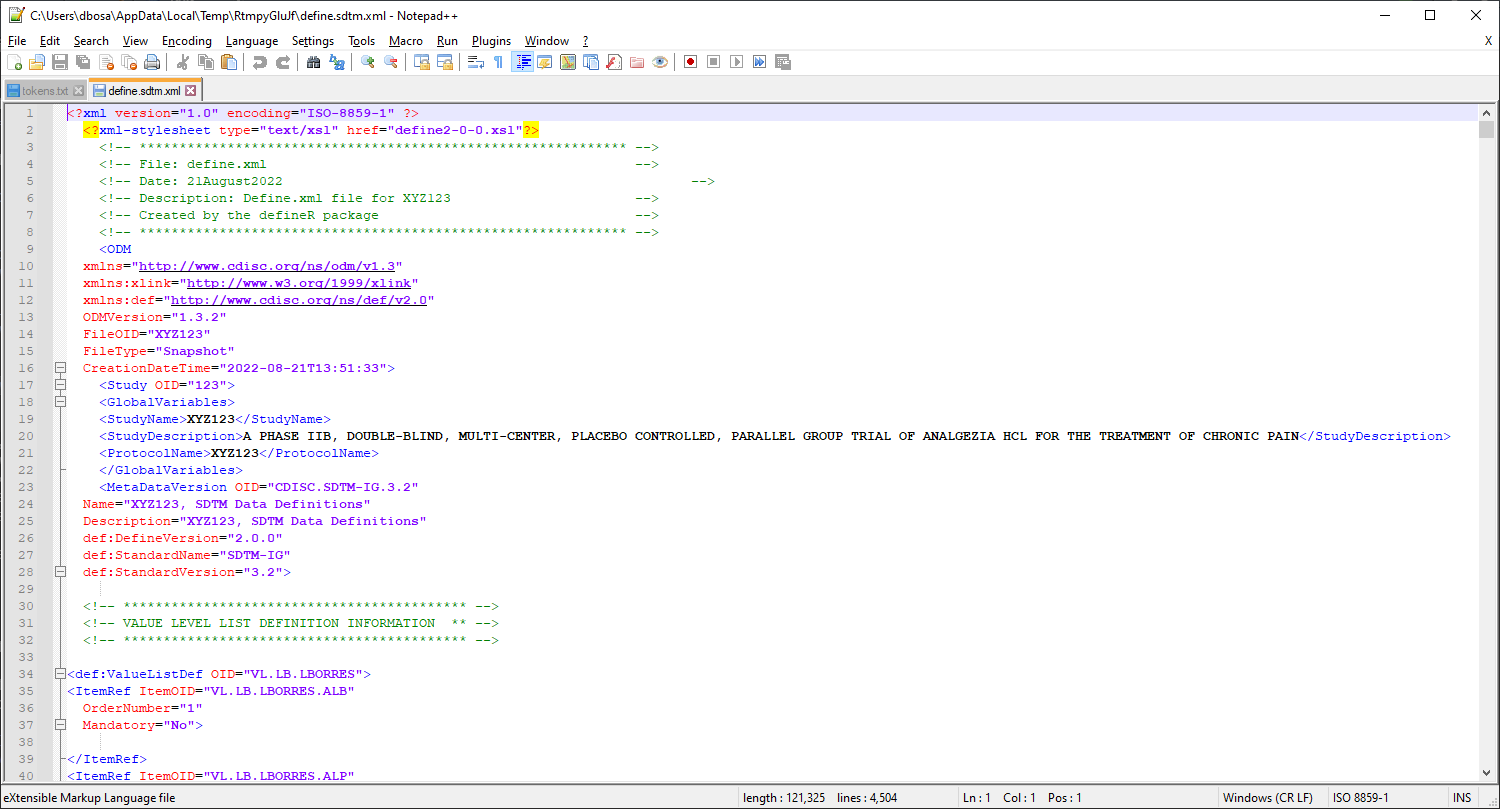 C:\Users\dbosa\AppData\Local\Temp\RtmpyGluJf\define.sdtm.xml - Notepad++
File Edit Search View Encoding Language Settings Tools Macro Run Plugins Window ? X
tokens.txt define.sdtm.xml
1 <?xml version="1.0" encoding="ISO-8859-1" ?>
2 <?xml-stylesheet type="text/xsl" href="define2-0-0.xsl"?>
3 <!-- ************************************************************* -->
4 <!-- File: define.xml -->
5 <!-- Date: 21August2022 -->
6 <!-- Description: Define.xml file for XYZ123 -->
7 <!-- Created by the defineR package -->
8 <!-- ************************************************************* -->
9 <ODM
10 xmlns="http://www.cdisc.org/ns/odm/v1.3"
11 xmlns:xlink="http://www.w3.org/1999/xlink"
12 xmlns:def="http://www.cdisc.org/ns/def/v2.0"
13 ODMVersion="1.3.2"
14 FileOID="XYZ123"
15 FileType="Snapshot"
16 CreationDateTime="2022-08-21T13:51:33">
17 <Study OID="123">
18 <GlobalVariables>
19 <StudyName>XYZ123</StudyName>
20 <StudyDescription>A PHASE IIB, DOUBLE-BLIND, MULTI-CENTER, PLACEBO CONTROLLED, PARALLEL GROUP TRIAL OF ANALGEZIA HCL FOR THE TREATMENT OF CHRONIC PAIN</StudyDescription>
21 <ProtocolName>XYZ123</ProtocolName>
22 </GlobalVariables>
23 <MetaDataVersion OID="CDISC.SDTM-IG.3.2"
24 Name="XYZ123, SDTM Data Definitions"
25 Description="XYZ123, SDTM Data Definitions"
26 def:DefineVersion="2.0.0"
27 def:StandardName="SDTM-IG"
28 def:StandardVersion="3.2">
29
30 <!-- ******************************************* -->
31 <!-- VALUE LEVEL LIST DEFINITION INFORMATION ** -->
32 <!-- ******************************************* -->
33
34 <def:ValueListDef OID="VL.LB.LBORRES">
35 <ItemRef ItemOID="VL.LB.LBORRES.ALB"
36 OrderNumber="1"
37 Mandatory="No">
38
39 </ItemRef>
40 <ItemRef ItemOID="VL.LB.LBORRES.ALP"
eXtensible Markup Language file length : 121,325 lines : 4,504 Ln : 1 Col : 1 Pos : 1 Windows (CR LF) ISO 8859-1 INS